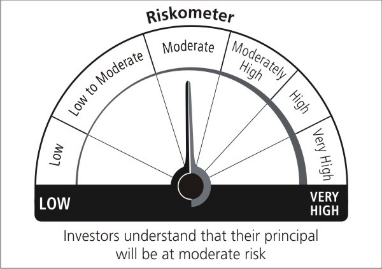 Riskometer
Low
Low to Moderate
Moderate
Moderately
High
High
Very High
LOW
VERY
HIGH
Investors understand that their principal
will be at moderate risk